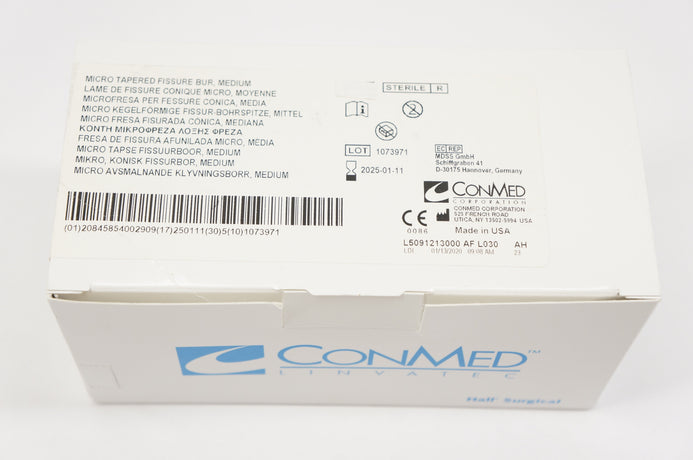 MICRO TAPERED FISSURE BUR, MEDIUM
LAME DE FISSURE CONIQUE MICRO, MOYENNE
MICROFRESA PER FESSURE CONICA, MEDIA
MICRO KEGELFÖRMIGE FISSUR-BOHRSPITZE, MITTEL
MICRO FRESA FISURADA CONICA, MEDIANA
ΚΟΝΤΗ ΜΙΚΡΟΦΡΕΖΑ ΛΟΞΗΣ ΦΡΕΖΑ
FRESA DE FISSURA AFUNILADA MICRO, MEDIA
MICRO TAPSE FISSUURBOOR, MEDIUM
MIKRO, KONISK FISSURBOR, MEDIUM
MICRO AVSMALNANDE KLYVNINGSBORR, MEDIUM
(01)20845854002909(17)250111(30)5(10)1073971
STERILE R
i
2
LOT 1073971
2025-01-11
EC REP
MDSS GmbH
Schiffgraben 41
D-30175 Hannover, Germany
CONMED
CORPORATION
CONMED CORPORATION
525 FRENCH ROAD
UTICA, NY 13502-5994 USA
CE
0086
Made in USA
L5091213000 AF L030 AH
LDI 01/13/2020 09:08 AM 23
CONMED™
LINVATEC
Hall® Surgical